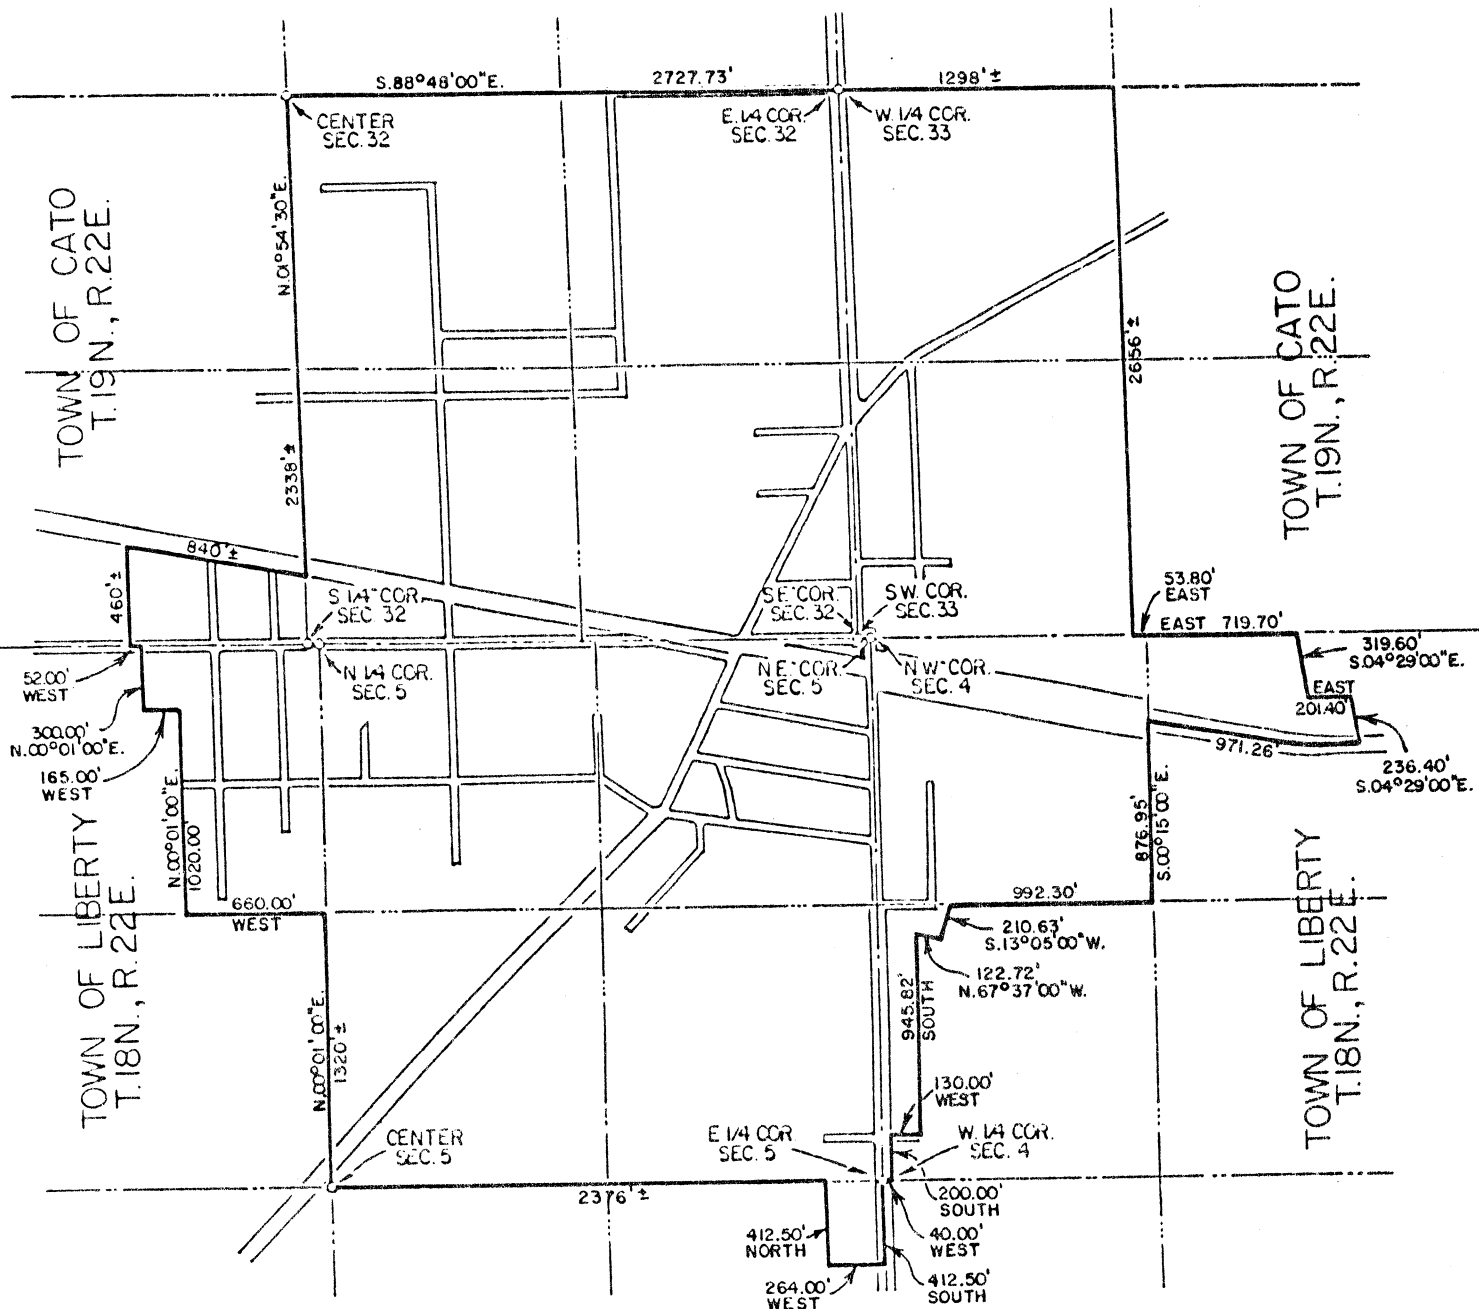 S.88°48'00"E.
2727.73'
1298'±
CENTER
SEC. 32
E. 1/4 COR.
SEC. 32
W. 1/4 COR.
SEC. 33
N.01°54'30"E.
2338'±
TOWN OF CATO
T.19N., R.22E.
TOWN OF CATO
T.19N., R.22E.
2656'±
840'±
460'±
S 1/4 COR.
SEC. 32
S.E. COR.
SEC. 32
S.W. COR.
SEC. 33
53.80'
EAST
EAST 719.70'
319.60'
S.04°29'00"E.
52.00'
WEST
N 1/4 COR.
SEC. 5
N.E. COR.
SEC. 5
N.W. COR.
SEC. 4
EAST
201.40'
300.00'
N.00°01'00"E.
971.26'
236.40'
S.04°29'00"E.
165.00'
WEST
N.00°01'00"E.
1020.00'
876.95'
S.00°15'00"E.
TOWN OF LIBERTY
T.18N., R.22E.
TOWN OF LIBERTY
T.18N., R.22E.
660.00'
WEST
992.30'
210.63'
S.13°05'00"W.
122.72'
N.67°37'00"W.
945.82'
SOUTH
N.00°01'00"E.
1320'±
130.00'
WEST
CENTER
SEC. 5
E 1/4 COR.
SEC. 5
W. 1/4 COR.
SEC. 4
2376'±
200.00'
SOUTH
412.50'
NORTH
40.00'
WEST
264.00'
WEST
412.50'
SOUTH